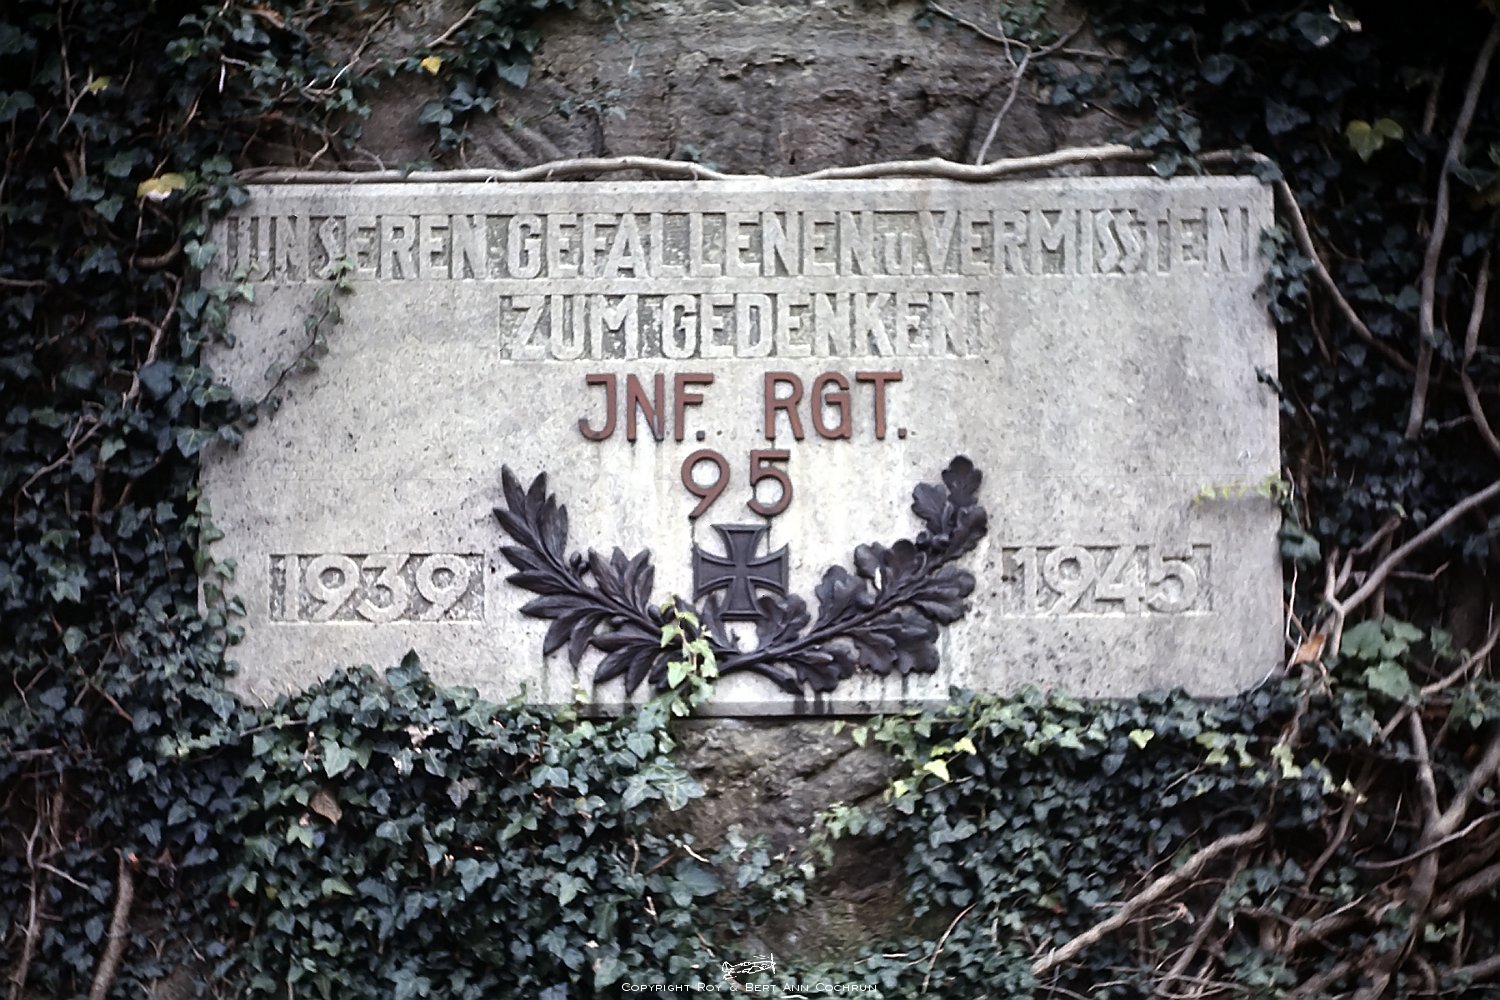 UNSEREN GEFALLENEN U. VERMISSTEN
ZUM GEDENKEN
JNF. RGT.
95
1939 1945
Copyright Roy & Bert Ann Cochrun